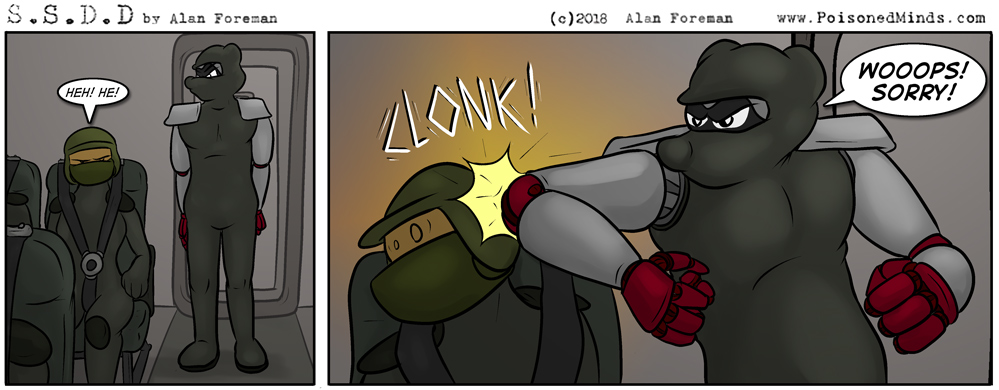 S.S.D.D by Alan Foreman (c)2018 Alan Foreman www.PoisonedMinds.com
HEH! HE!
CLONK!
WOOOPS!
SORRY!